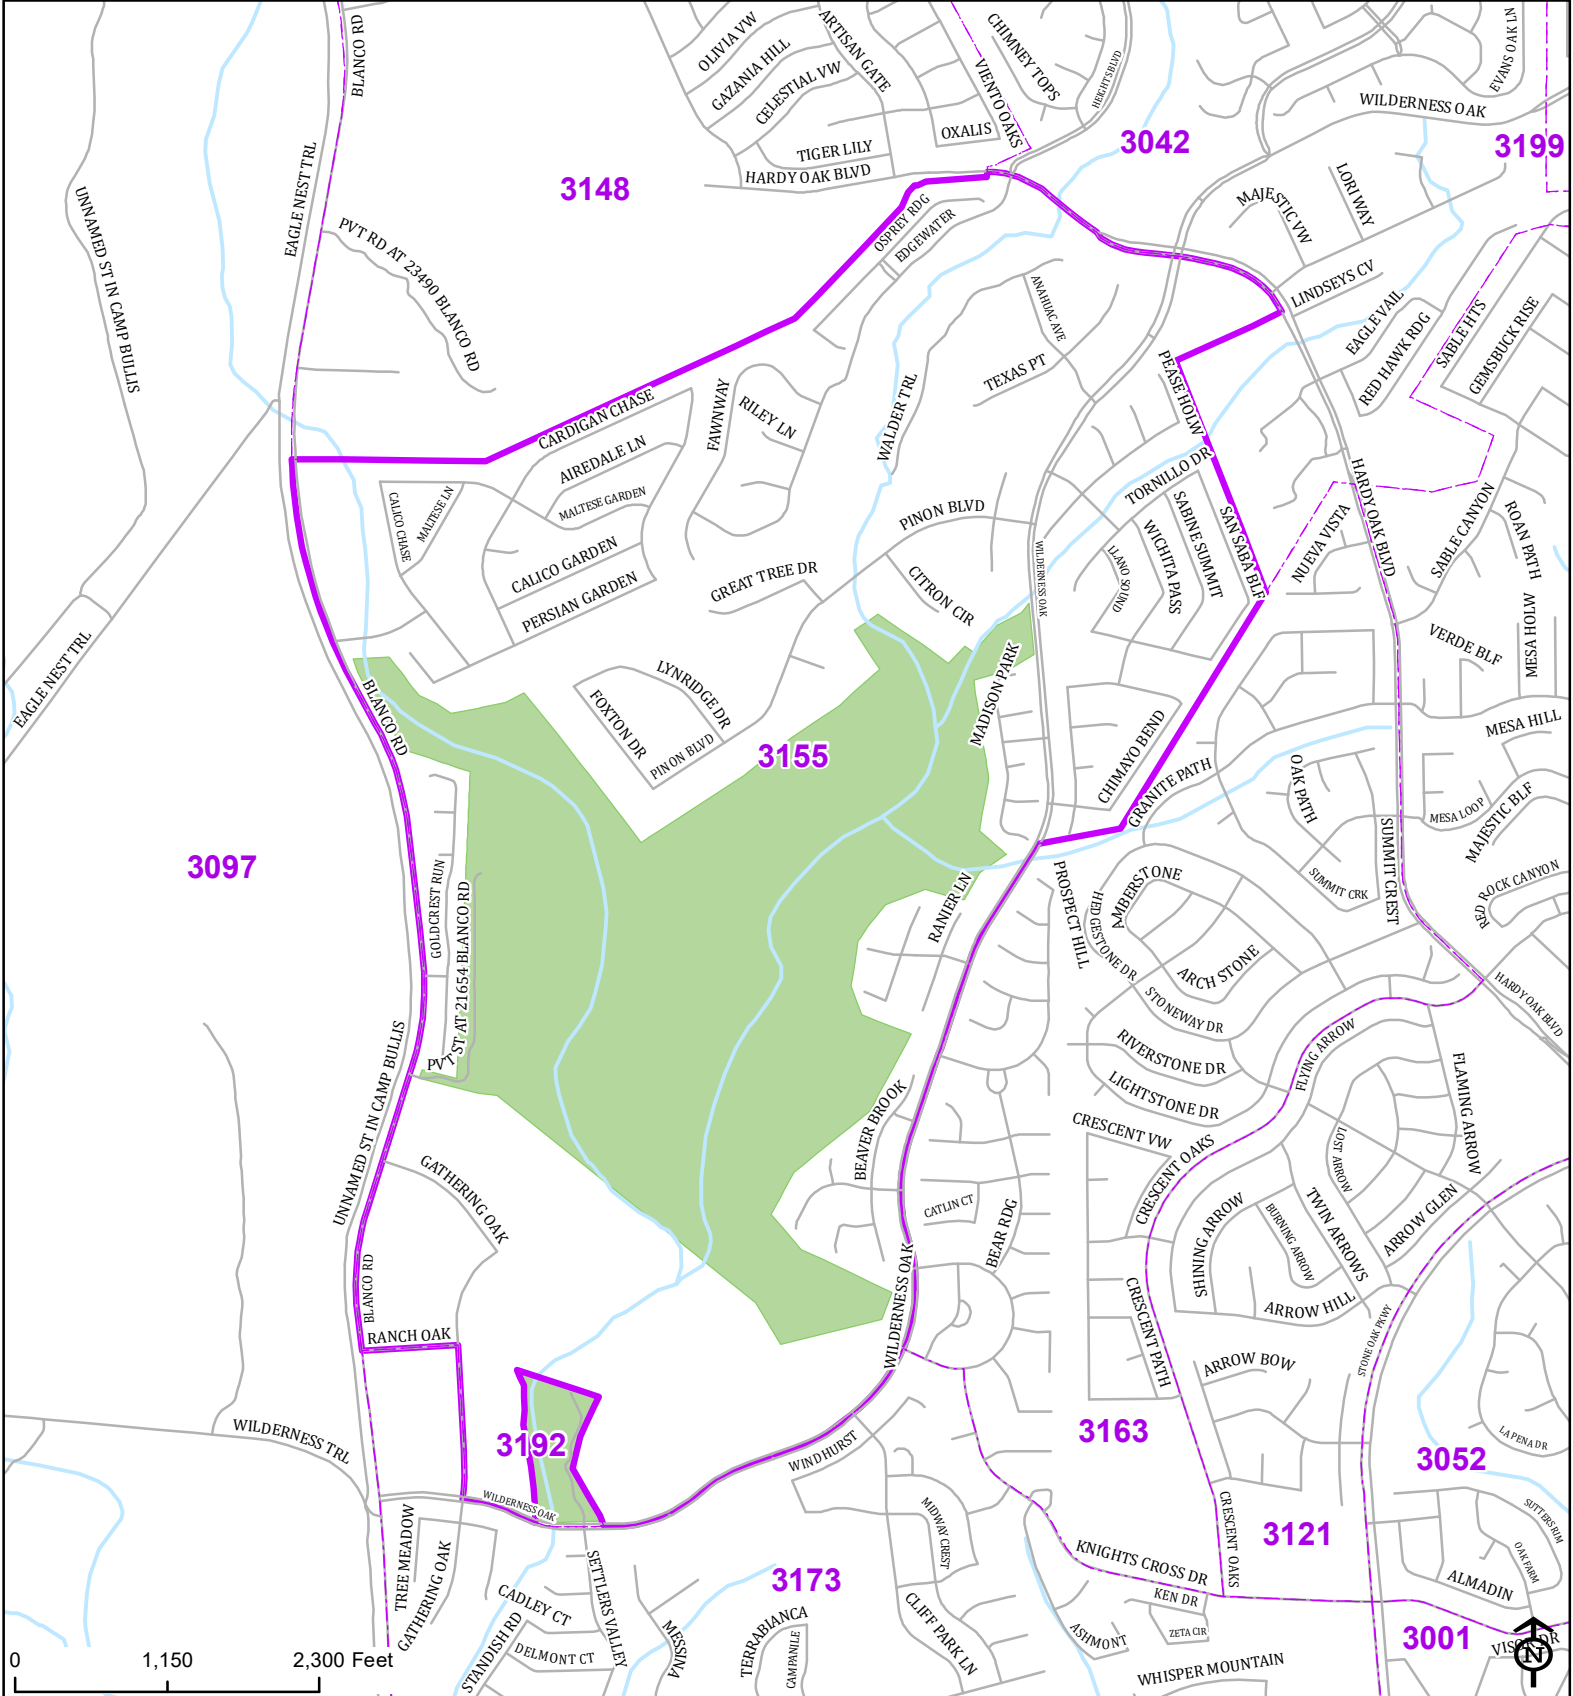 BLANCO RD
OLIVIA VW
GAZANIA HILL
CELESTIAL VW
ARTISAN GATE
VIENTO OAKS
CHIMNEY TOPS
HEIGHTS BLVD
EVANS OAK LN
WILDERNESS OAK
3042
3199
OXALIS
TIGER LILY
HARDY OAK BLVD
3148
EAGLE NEST TRL
UNNAMED ST IN CAMP BULLIS
PVT RD AT 23490 BLANCO RD
OSPREY RDG
EDGEWATER
MAJESTIC VW
LORI WAY
LINDSEYS CV
ANAHUAC AVE
EAGLE VAIL
RED HAWK RDG
SABLE HTS
GEMSBUCK RISE
TEXAS PT
PEASE HOLW
WALDER TRL
CARDIGAN CHASE
FAWNWAY
RILEY LN
AIREDALE LN
MALTESE GARDEN
CALICO CHASE
MALTESE LN
CALICO GARDEN
PERSIAN GARDEN
GREAT TREE DR
PINON BLVD
CITRON CIR
WILDERNESS OAK
TORNILLO DR
SABINE SUMMIT
WICHITA PASS
LLANO SOUND
SAN SABA BLF
NUEVA VISTA
HARDY OAK BLVD
SABLE CANYON
ROAN PATH
VERDE BLF
MESA HOLW
MESA HILL
EAGLE NEST TRL
BLANCO RD
LYNRIDGE DR
FOXTON DR
PINON BLVD
3155
MADISON PARK
CHIMAYO BEND
GRANITE PATH
OAK PATH
MESA LOOP
MAJESTIC BLF
SUMMIT CREST
SUMMIT CRK
RED ROCK CANYON
3097
GOLDCREST RUN
PVT ST AT 21654 BLANCO RD
RANIER LN
PROSPECT HILL
AMBERSTONE
HEDGESTONE DR
ARCH STONE
STONEWAY DR
HARDY OAK BLVD
FLYING ARROW
RIVERSTONE DR
LIGHTSTONE DR
FLAMING ARROW
UNNAMED ST IN CAMP BULLIS
BEAVER BROOK
CRESCENT VW
CRESCENT OAKS
LOST ARROW
GATHERING OAK
CATLIN CT
BEAR RDG
SHINING ARROW
BURNING ARROW
TWIN ARROWS
ARROW GLEN
BLANCO RD
RANCH OAK
WILDERNESS OAK
CRESCENT PATH
ARROW HILL
STONE OAK PKWY
ARROW BOW
WILDERNESS TRL
3192
WINDHURST
3163
3052
LA PENA DR
WILDERNESS OAK
MIDWAY CREST
CRESCENT OAKS
3121
SUTTERS RIM
OAK FARM
TREE MEADOW
GATHERING OAK
CADLEY CT
SETTLERS VALLEY
3173
KNIGHTS CROSS DR
KEN DR
ALMADIN
STANDISH RD
DELMONT CT
MESSINA
TERRABIANCA
CAMPANILE
CLIFF PARK LN
ASHMONT
ZETA CIR
WHISPER MOUNTAIN
3001
VISOR DR
N
0 1,150 2,300 Feet